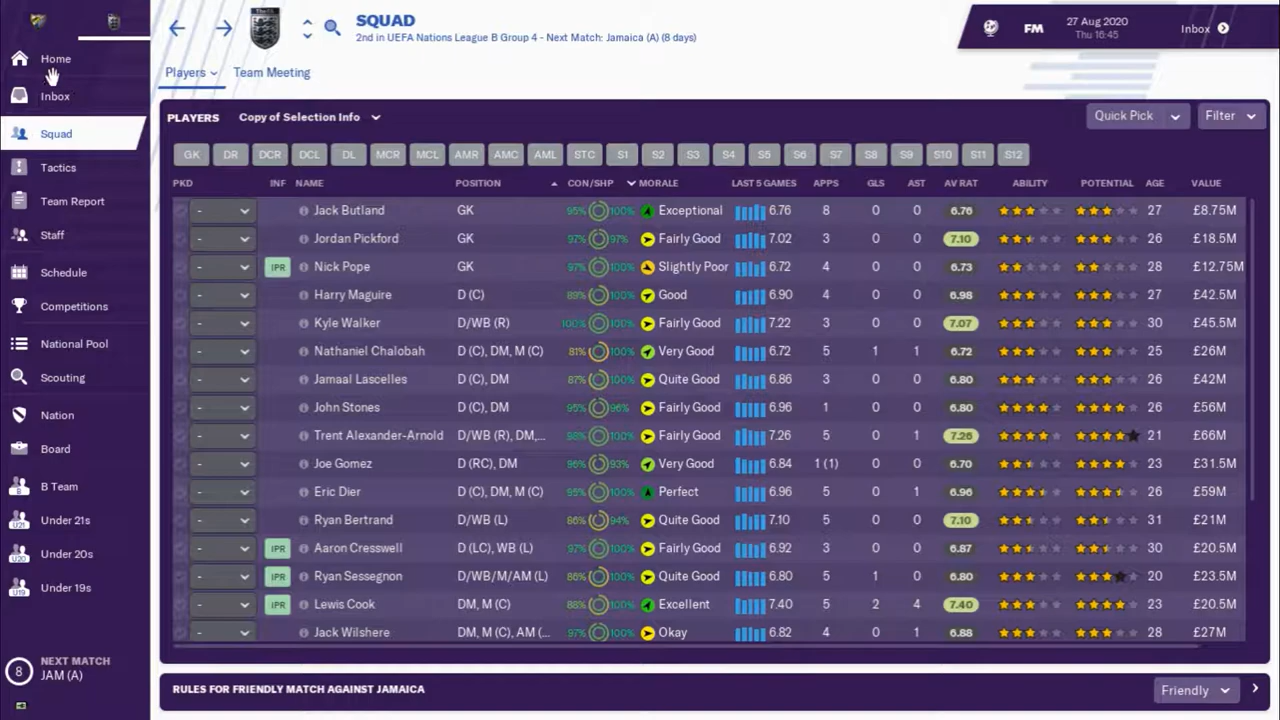 SQUAD
2nd in UEFA Nations League B Group 4 - Next Match: Jamaica (A) (8 days)
FM
27 Aug 2020
Thu 16:45
Inbox
Home
Inbox
Squad
Tactics
Team Report
Staff
Schedule
Competitions
National Pool
Scouting
Nation
Board
B Team
Under 21s
Under 20s
Under 19s
8 NEXT MATCH
JAM (A)
Players Team Meeting
PLAYERS Copy of Selection Info Quick Pick Filter
GK DR DCR DCL DL MCR MCL AMR AMC AML STC S1 S2 S3 S4 S5 S6 S7 S8 S9 S10 S11 S12
PKD INF NAME POSITION CON/SHP MORALE LAST 5 GAMES APPS GLS AST AV RAT ABILITY POTENTIAL AGE VALUE
- Jack Butland GK 95% 100% Exceptional 6.76 8 0 0 6.76 27 £8.75M
- Jordan Pickford GK 97% 97% Fairly Good 7.02 3 0 0 7.10 26 £18.5M
- IPR Nick Pope GK 97% 100% Slightly Poor 6.72 4 0 0 6.73 28 £12.75M
- Harry Maguire D (C) 89% 100% Good 6.90 4 0 0 6.98 27 £42.5M
- Kyle Walker D/WB (R) 100% 100% Fairly Good 7.22 3 0 0 7.07 30 £45.5M
- Nathaniel Chalobah D (C), DM, M (C) 81% 100% Very Good 6.72 5 1 1 6.72 25 £26M
- Jamaal Lascelles D (C), DM 87% 100% Quite Good 6.86 3 0 0 6.80 26 £42M
- John Stones D (C), DM 95% 96% Fairly Good 6.96 1 0 0 6.80 26 £56M
- Trent Alexander-Arnold D/WB (R), DM,... 98% 100% Fairly Good 7.26 5 0 1 7.26 21 £66M
- Joe Gomez D (RC), DM 96% 93% Very Good 6.84 1 (1) 0 0 6.70 23 £31.5M
- Eric Dier D (C), DM, M (C) 99% 100% Perfect 6.96 5 0 1 6.96 26 £59M
- Ryan Bertrand D/WB (L) 86% 94% Quite Good 7.10 5 0 0 7.10 31 £21M
- IPR Aaron Cresswell D (LC), WB (L) 97% 100% Fairly Good 6.92 3 0 0 6.87 30 £20.5M
- IPR Ryan Sessegnon D/WB/M/AM (L) 86% 100% Quite Good 6.80 5 1 0 6.80 20 £23.5M
- IPR Lewis Cook DM, M (C) 88% 100% Excellent 7.40 5 2 4 7.40 23 £20.5M
- Jack Wilshere DM, M (C), AM (... 97% 100% Okay 6.82 4 0 1 6.88 28 £27M
RULES FOR FRIENDLY MATCH AGAINST JAMAICA Friendly